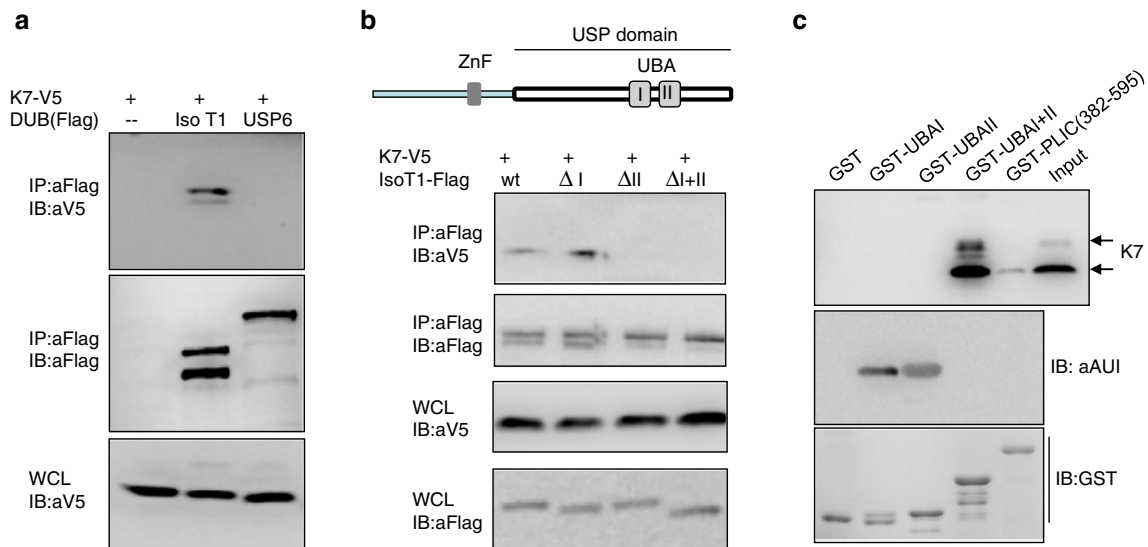 a
K7-V5 + + +
DUB(Flag) -- Iso T1 USP6
IP:aFlag
IB:aV5
IP:aFlag
IB:aFlag
WCL
IB:aV5
b
USP domain
ZnF
UBA
I II
K7-V5 + + + +
IsoT1-Flag wt Δ I ΔII ΔI+II
IP:aFlag
IB:aV5
IP:aFlag
IB:aFlag
WCL
IB:aV5
WCL
IB:aFlag
c
GST
GST-UBAI
GST-UBAII
GST-UBAI+II
GST-PLIC(382-595)
Input
K7
IB: aAUI
IB:GST